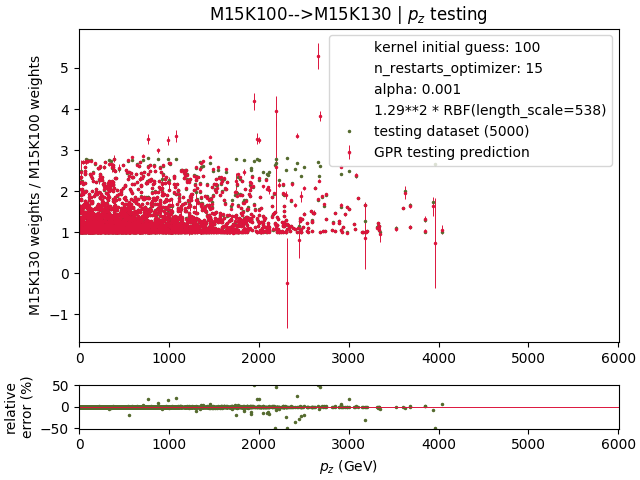 M15K100-->M15K130 | pz testing
M15K130 weights / M15K100 weights
5
4
3
2
1
0
−1
kernel initial guess: 100
n_restarts_optimizer: 15
alpha: 0.001
1.29**2 * RBF(length_scale=538)
testing dataset (5000)
GPR testing prediction
0 1000 2000 3000 4000 5000 6000
relative
error (%)
50
0
−50
0 1000 2000 3000 4000 5000 6000
pz (GeV)